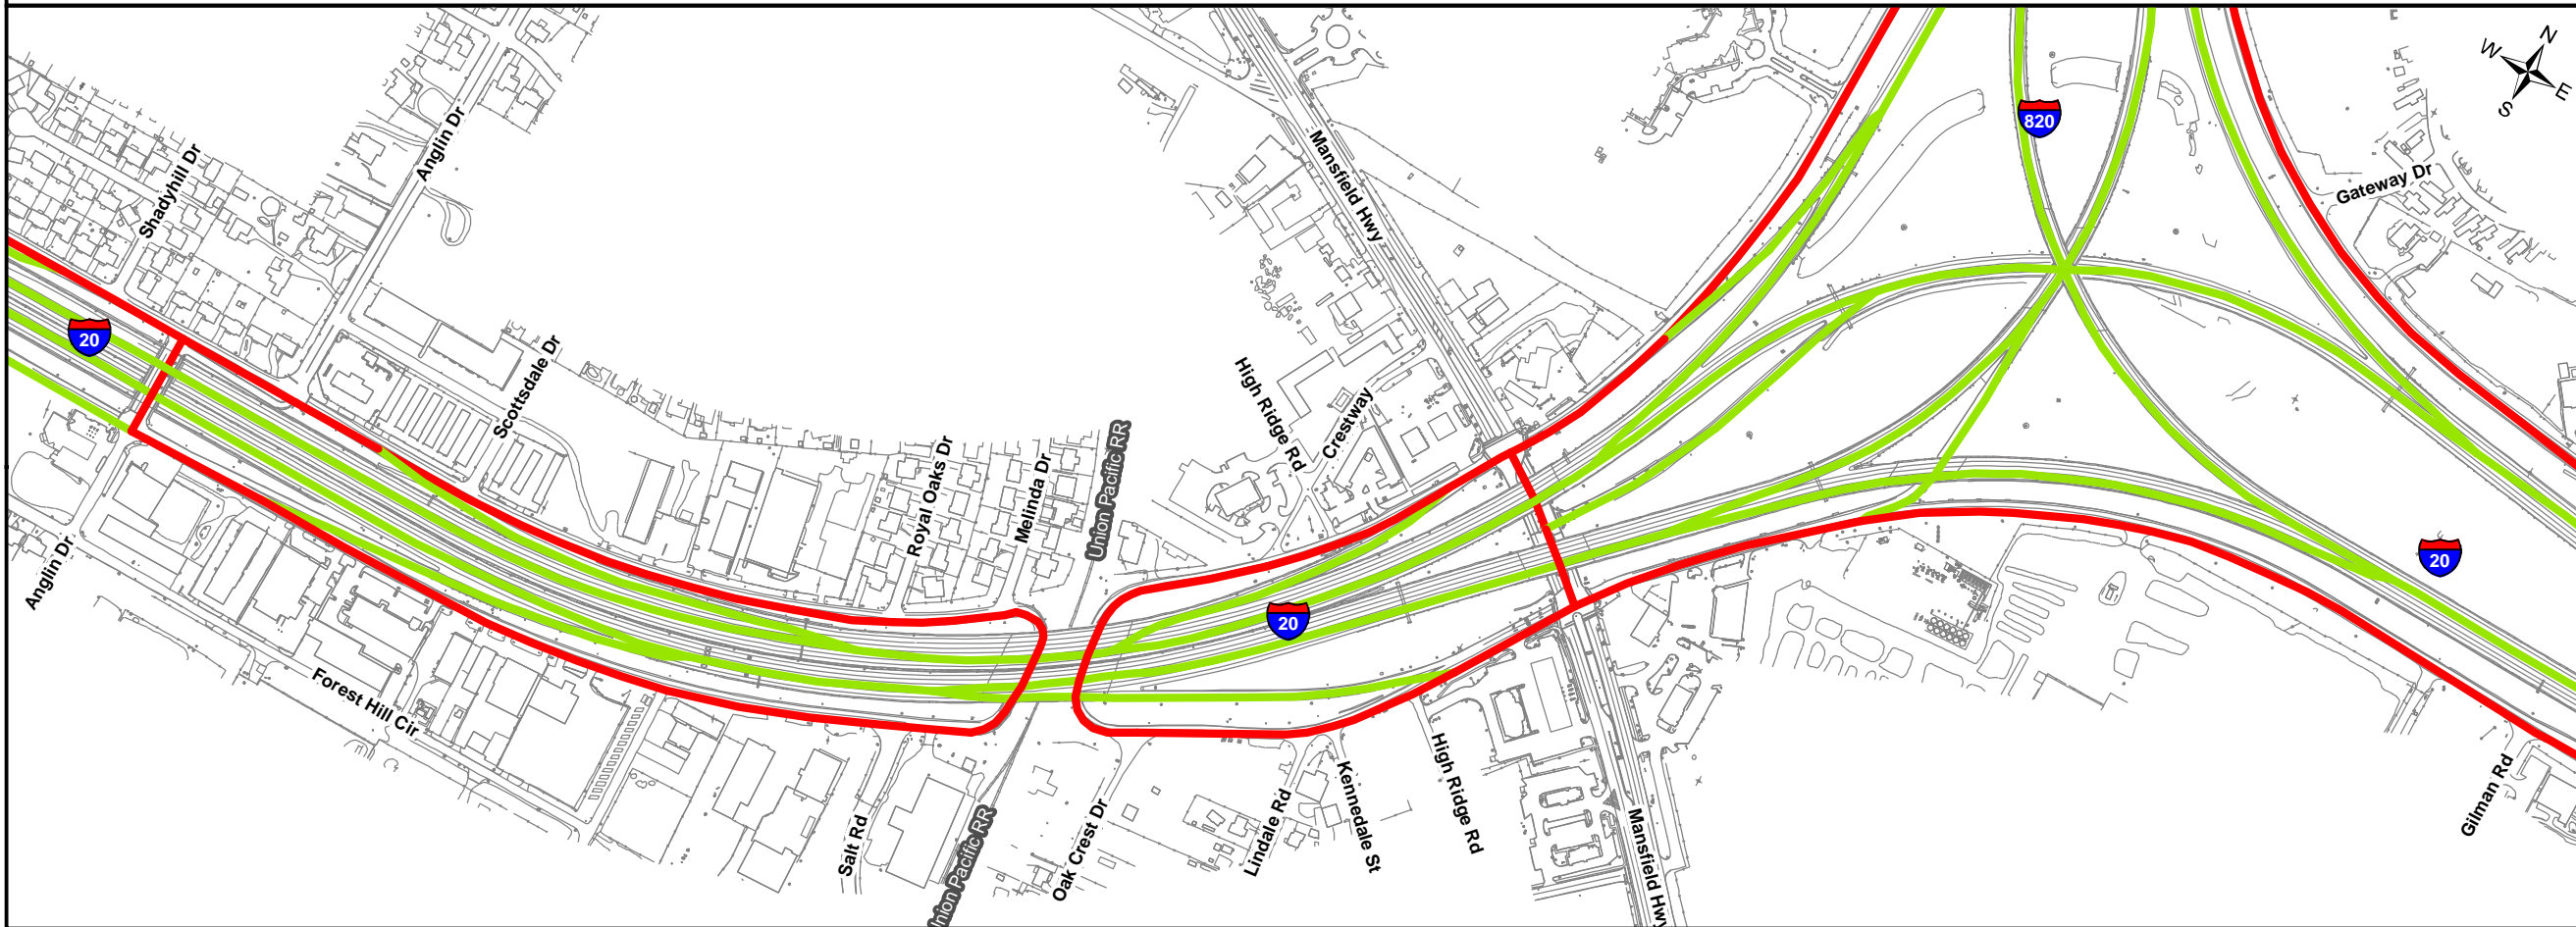 N
W
E
S
820
Shadyhill Dr
Anglin Dr
Mansfield Hwy
Gateway Dr
20
Scottsdale Dr
High Ridge Rd
Crestway
Royal Oaks Dr
Melinda Dr
Union Pacific RR
Anglin Dr
20
20
Forest Hill Cir
Salt Rd
Union Pacific RR
Oak Crest Dr
Lindale Rd
Kennedale St
High Ridge Rd
Mansfield Hwy
Gilman Rd